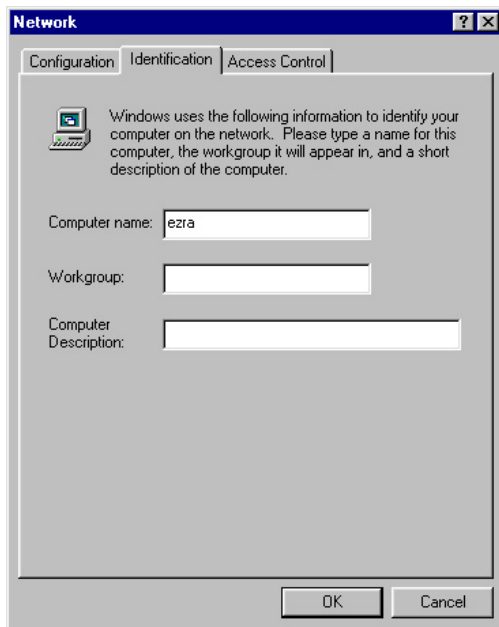 Network
Configuration Identification Access Control
Windows uses the following information to identify your
computer on the network. Please type a name for this
computer, the workgroup it will appear in, and a short
description of the computer.
Computer name: ezra
Workgroup:
Computer
Description:
OK Cancel